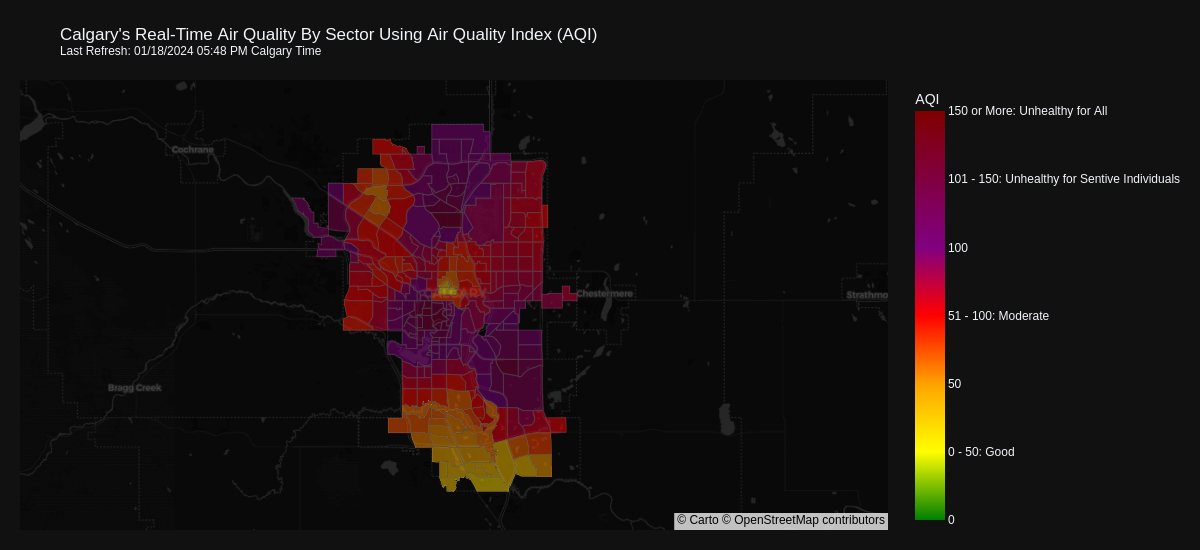 Calgary's Real-Time Air Quality By Sector Using Air Quality Index (AQI)
Last Refresh: 01/18/2024 05:48 PM Calgary Time
AQI
150 or More: Unhealthy for All
101 - 150: Unhealthy for Sentive Individuals
100
51 - 100: Moderate
50
0 - 50: Good
0
Cochrane
CALGARY
Chestermere
Strathmo
Bragg Creek
© Carto © OpenStreetMap contributors